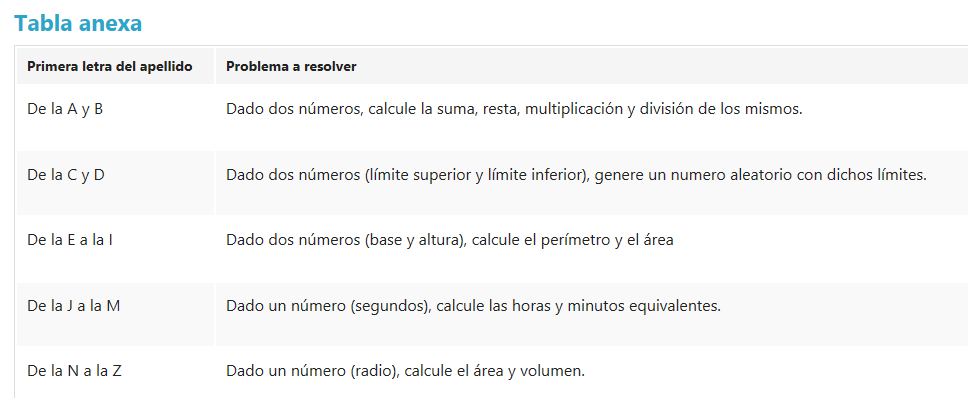 Tabla anexa
Primera letra del apellido Problema a resolver
De la A y B Dado dos números, calcule la suma, resta, multiplicación y división de los mismos.
De la C y D Dado dos números (límite superior y límite inferior), genere un numero aleatorio con dichos límites.
De la E a la I Dado dos números (base y altura), calcule el perímetro y el área
De la J a la M Dado un número (segundos), calcule las horas y minutos equivalentes.
De la N a la Z Dado un número (radio), calcule el área y volumen.